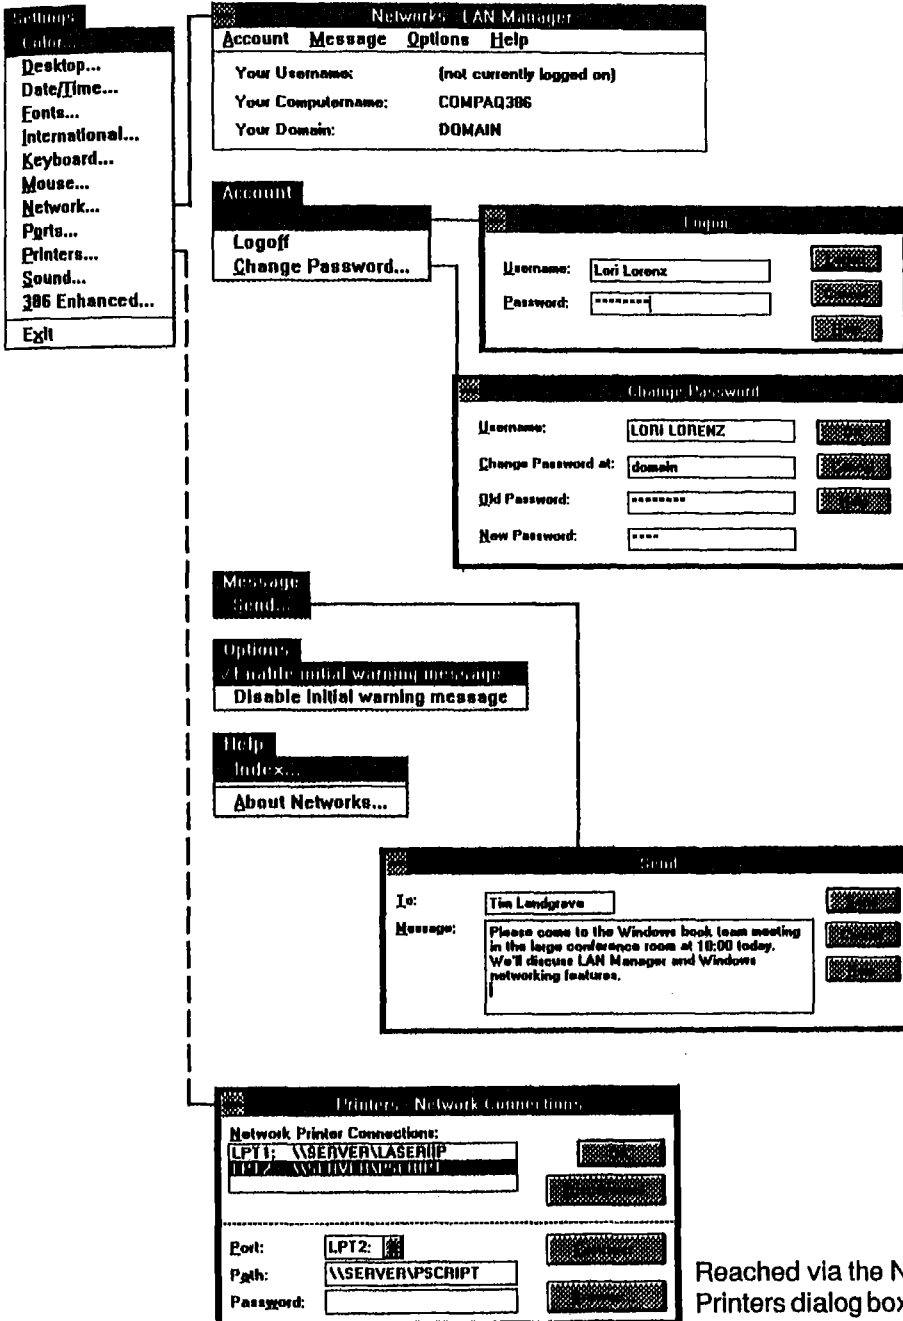 Settings
Color...
Desktop...
Date/Time...
Fonts...
International...
Keyboard...
Mouse...
Network...
Ports...
Printers...
Sound...
386 Enhanced...
Exit
Networks - LAN Manager
Account Message Options Help
Your Username: (not currently logged on)
Your Computername: COMPAQ386
Your Domain: DOMAIN
Account
Logoff
Change Password...
Logon
Username: Lori Lorenz
Password: ********
Change Password
Username: LORI LORENZ
Change Password at: domain
Old Password: ********
New Password: ****
Message
Send...
Options
✓Enable initial warning message
Disable initial warning message
Help
Index...
About Networks...
Send
To: Tim Landgrave
Message: Please come to the Windows book team meeting
in the large conference room at 10:00 today.
We'll discuss LAN Manager and Windows
networking features.
Printers - Network Connections
Network Printer Connections:
LPT1: \\SERVER\LASERIIP
LPT2: \\SERVER\PSCRIPT
Port: LPT2:
Path: \\SERVER\PSCRIPT
Password:
Reached via the N
Printers dialog box